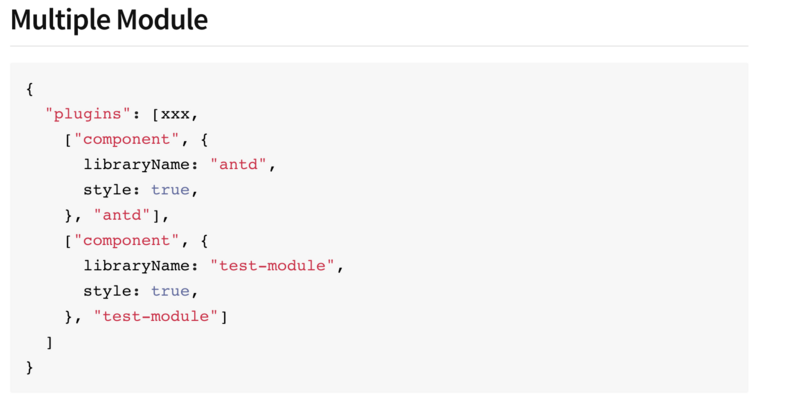 Multiple Module
{
  "plugins": [xxx,
    ["component", {
      libraryName: "antd",
      style: true,
    }, "antd"],
    ["component", {
      libraryName: "test-module",
      style: true,
    }, "test-module"]
  ]
}